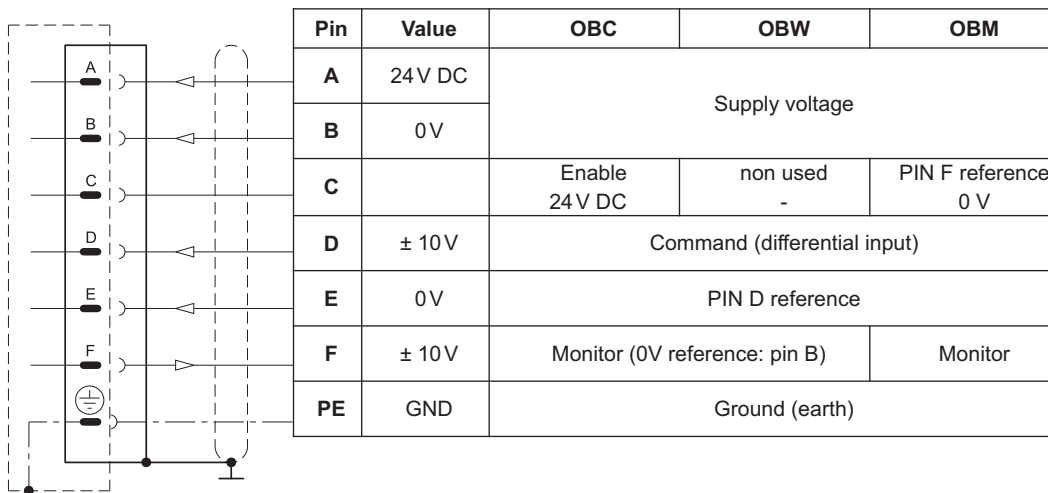 A
B
C
D
E
F
Pin Value OBC OBW OBM
A 24 V DC
Supply voltage
B 0 V
C Enable non used PIN F reference
24 V DC - 0 V
D ± 10 V Command (differential input)
E 0 V PIN D reference
F ± 10 V Monitor (0V reference: pin B) Monitor
PE GND Ground (earth)